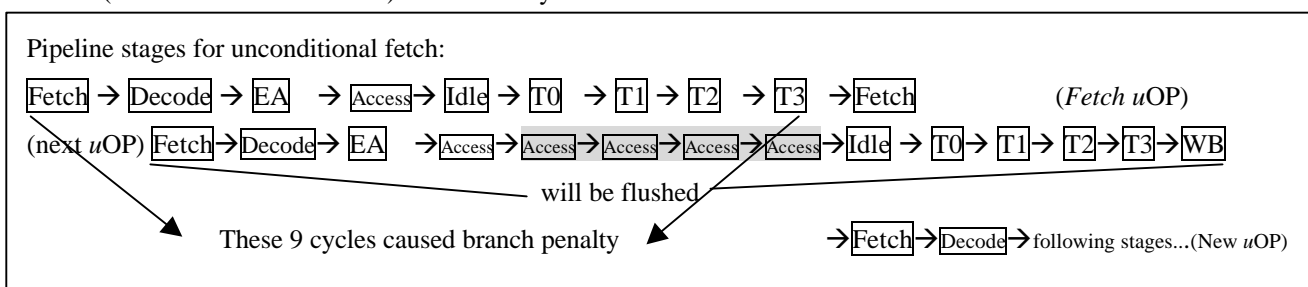 Pipeline stages for unconditional fetch:
Fetch → Decode → EA → Access → Idle → T0 → T1 → T2 → T3 → Fetch (Fetch uOP)
(next uOP) Fetch → Decode → EA → Access → Access → Access → Access → Access → Idle → T0 → T1 → T2 → T3 → WB
will be flushed
These 9 cycles caused branch penalty → Fetch → Decode → following stages...(New uOP)